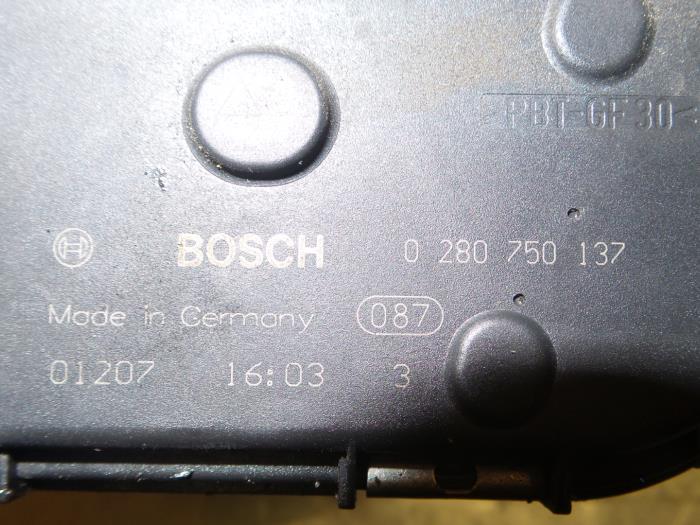 >PBT-GF30<
BOSCH 0 280 750 137
Made in Germany 087
01207 16:03 3